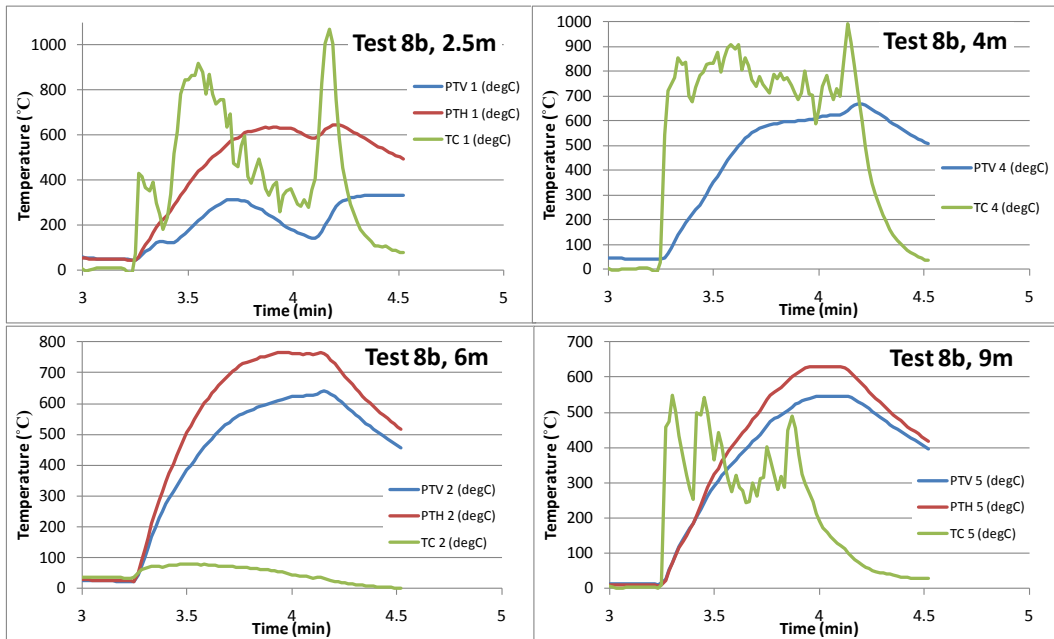 Test 8b, 2.5m
Temperature (°C)
1000
800
600
400
200
0
PTV 1 (degC)
PTH 1 (degC)
TC 1 (degC)
3
3.5
4
4.5
5
Time (min)
Test 8b, 4m
Temperature (°C)
1000
900
800
700
600
500
400
300
200
100
0
PTV 4 (degC)
TC 4 (degC)
3
3.5
4
4.5
5
Time (min)
Test 8b, 6m
Temperature (°C)
800
700
600
500
400
300
200
100
0
PTV 2 (degC)
PTH 2 (degC)
TC 2 (degC)
3
3.5
4
4.5
5
Time (min)
Test 8b, 9m
Temperature (°C)
700
600
500
400
300
200
100
0
PTV 5 (degC)
PTH 5 (degC)
TC 5 (degC)
3
3.5
4
4.5
5
Time (min)